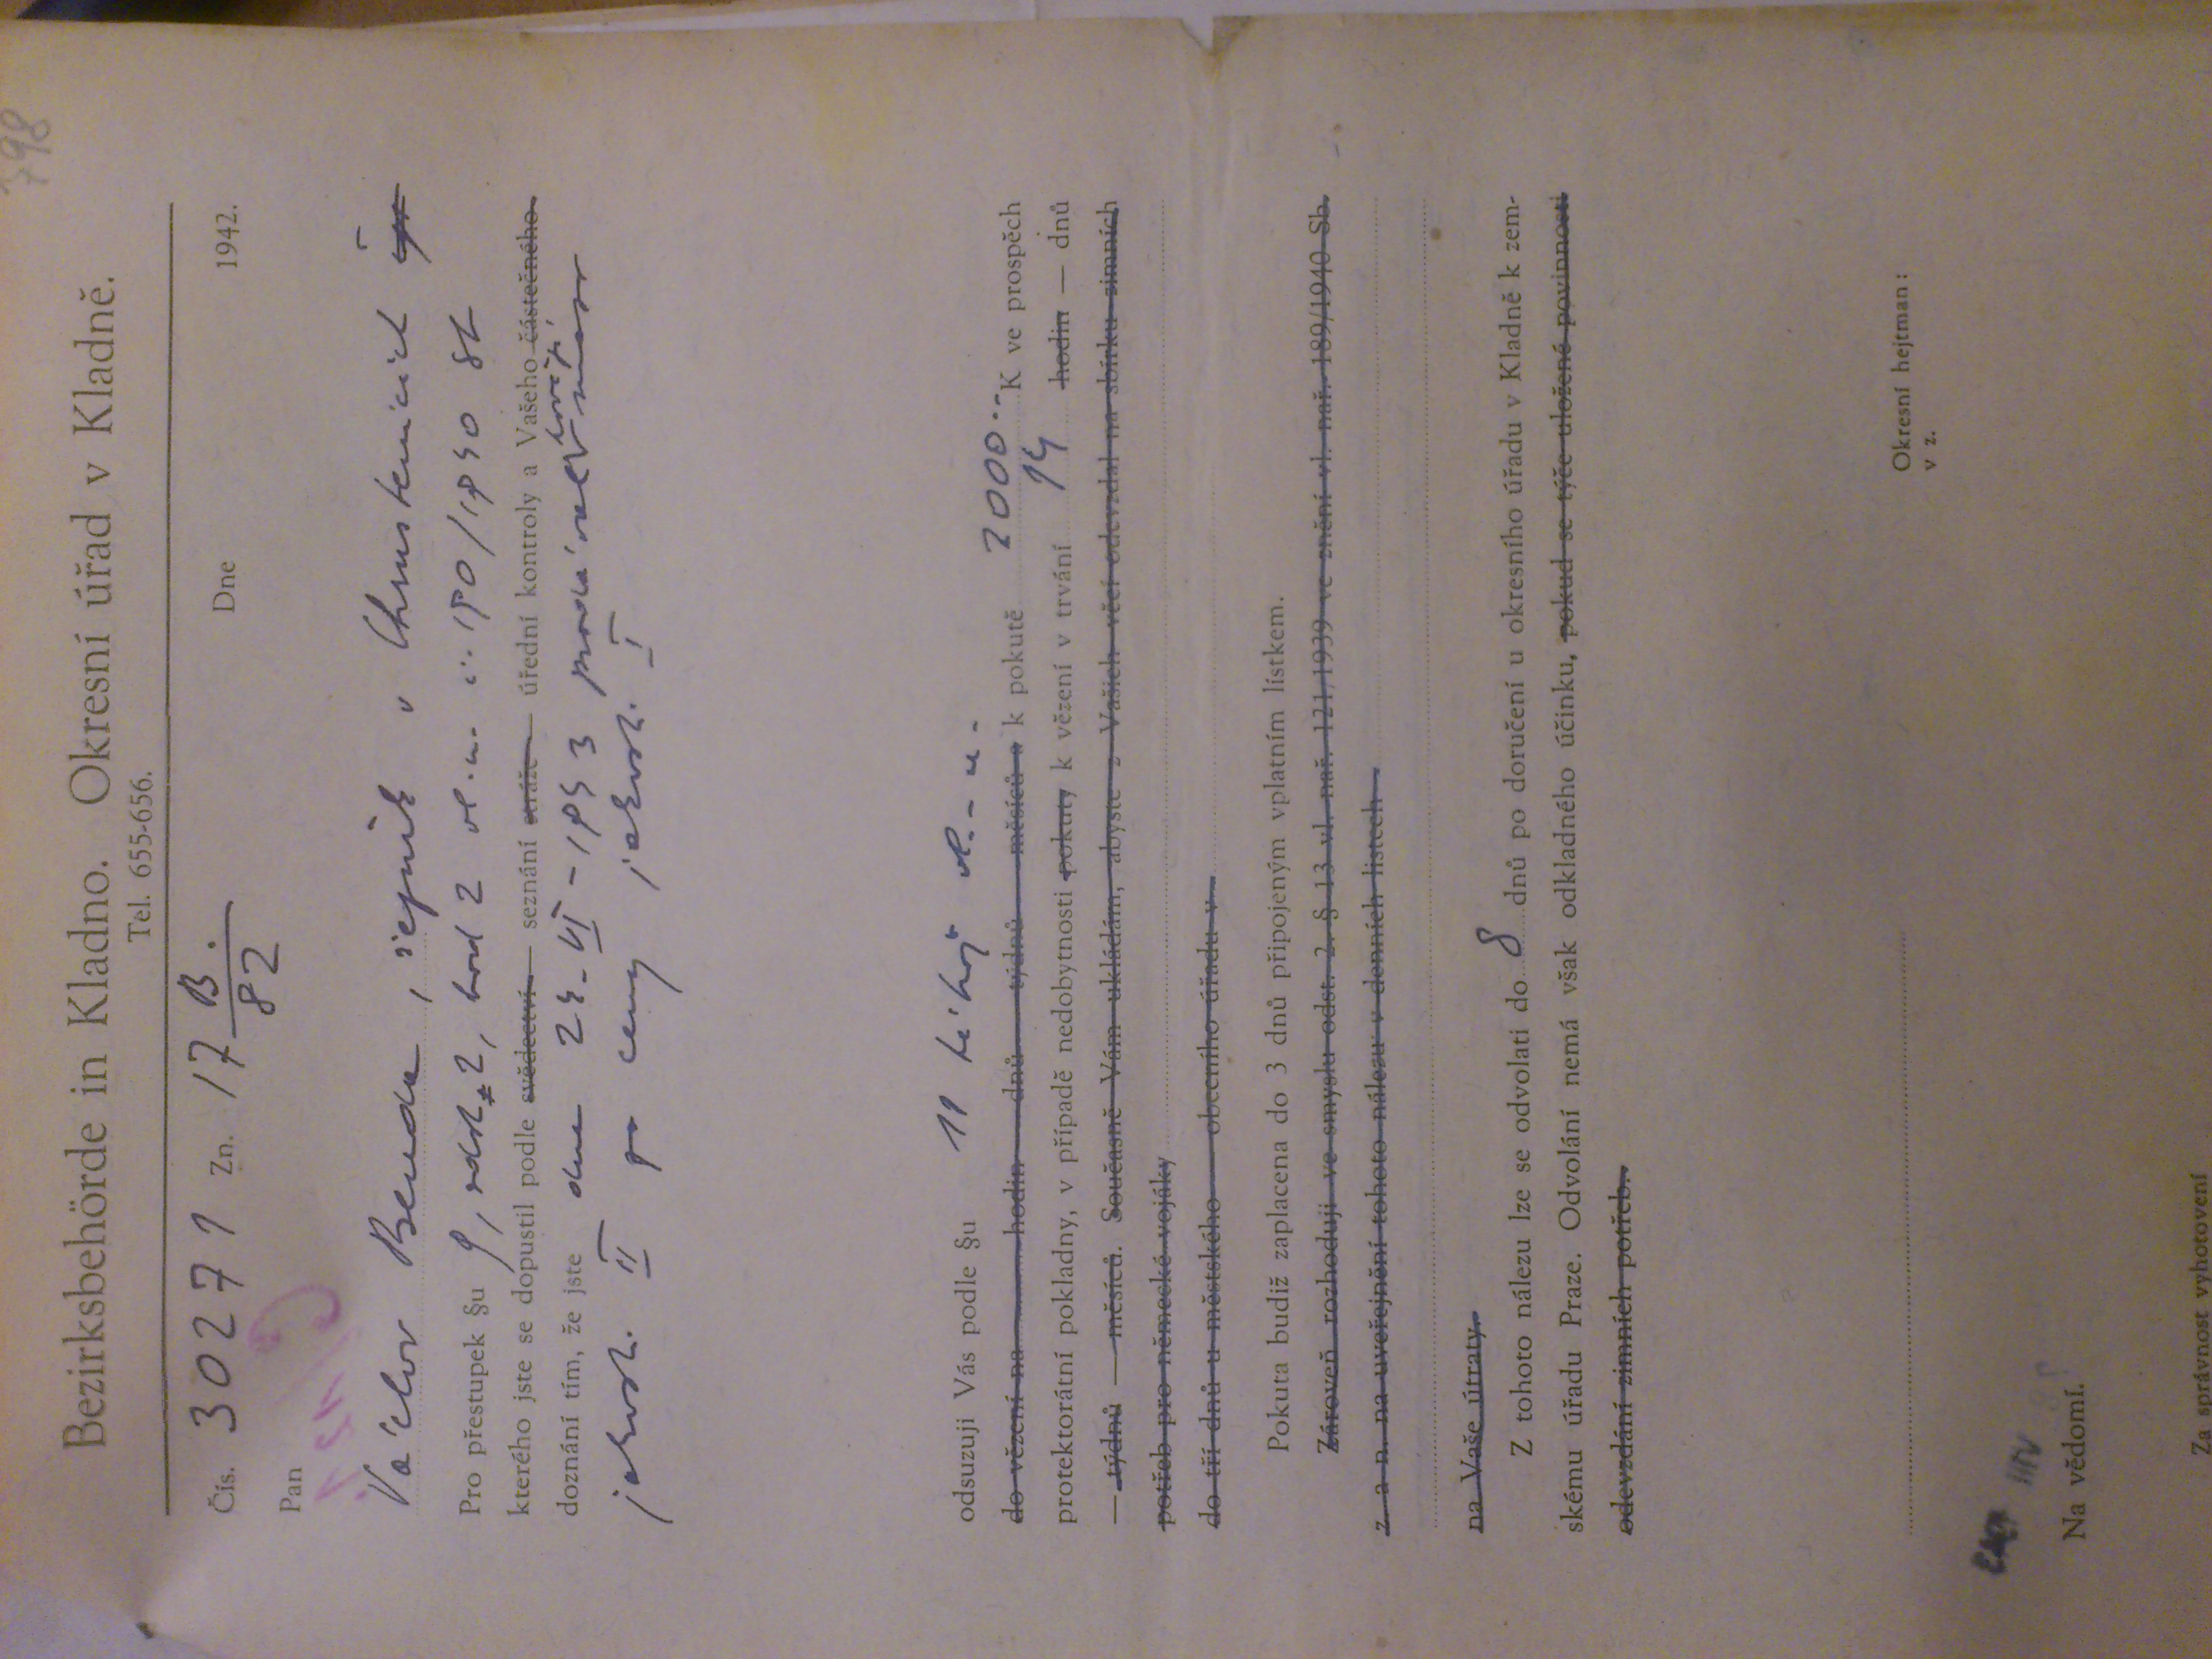 798
Bezirksbehörde in Kladno. Okresní úřad v Kladně.
Tel. 655-656.
Čís. 30271 Zn. 17 B. / 82 Dne 1942.
Pan
Václav Benda, řezník v Chrustenicích
Pro přestupek §u 9, odst. 2, bod 2 vl. n. č. 190/1940 Sb
kterého jste se dopustil podle svědectví — seznání stráže — úřední kontroly a Vašeho částečného
doznání tím, že jste dne 24. VI - 1943 prodával hovězí maso
jakosti II za ceny jakosti I
odsuzuji Vás podle §u 11 téhož vl. n.
do vězení na hodin dnů týdnů měsíců a k pokutě 2000.- K ve prospěch
protektorátní pokladny, v případě nedobytnosti pokuty k vězení v trvání 14 hodin — dnů
— týdnů — měsíců. Současně Vám ukládám, abyste z Vašich věcí odevzdal na sbírku zimních
potřeb pro německé vojáky
do tří dnů u městského — obecního úřadu v
Pokuta budiž zaplacena do 3 dnů připojeným vplatním lístkem.
Zároveň rozhoduji ve smyslu odst. 2. § 13 vl. nař. 121/1939 ve znění vl. nař. 189/1940 Sb.
z. a n. na uveřejnění tohoto nálezu v denních listech
na Vaše útraty.
Z tohoto nálezu lze se odvolati do 8 dnů po doručení u okresního úřadu v Kladně k zem-
skému úřadu Praze. Odvolání nemá však odkladného účinku, pokud se týče uložené povinnosti
odevzdání zimních potřeb.
Okresní hejtman:
v z.
Na vědomí.
Za správnost vyhotovení